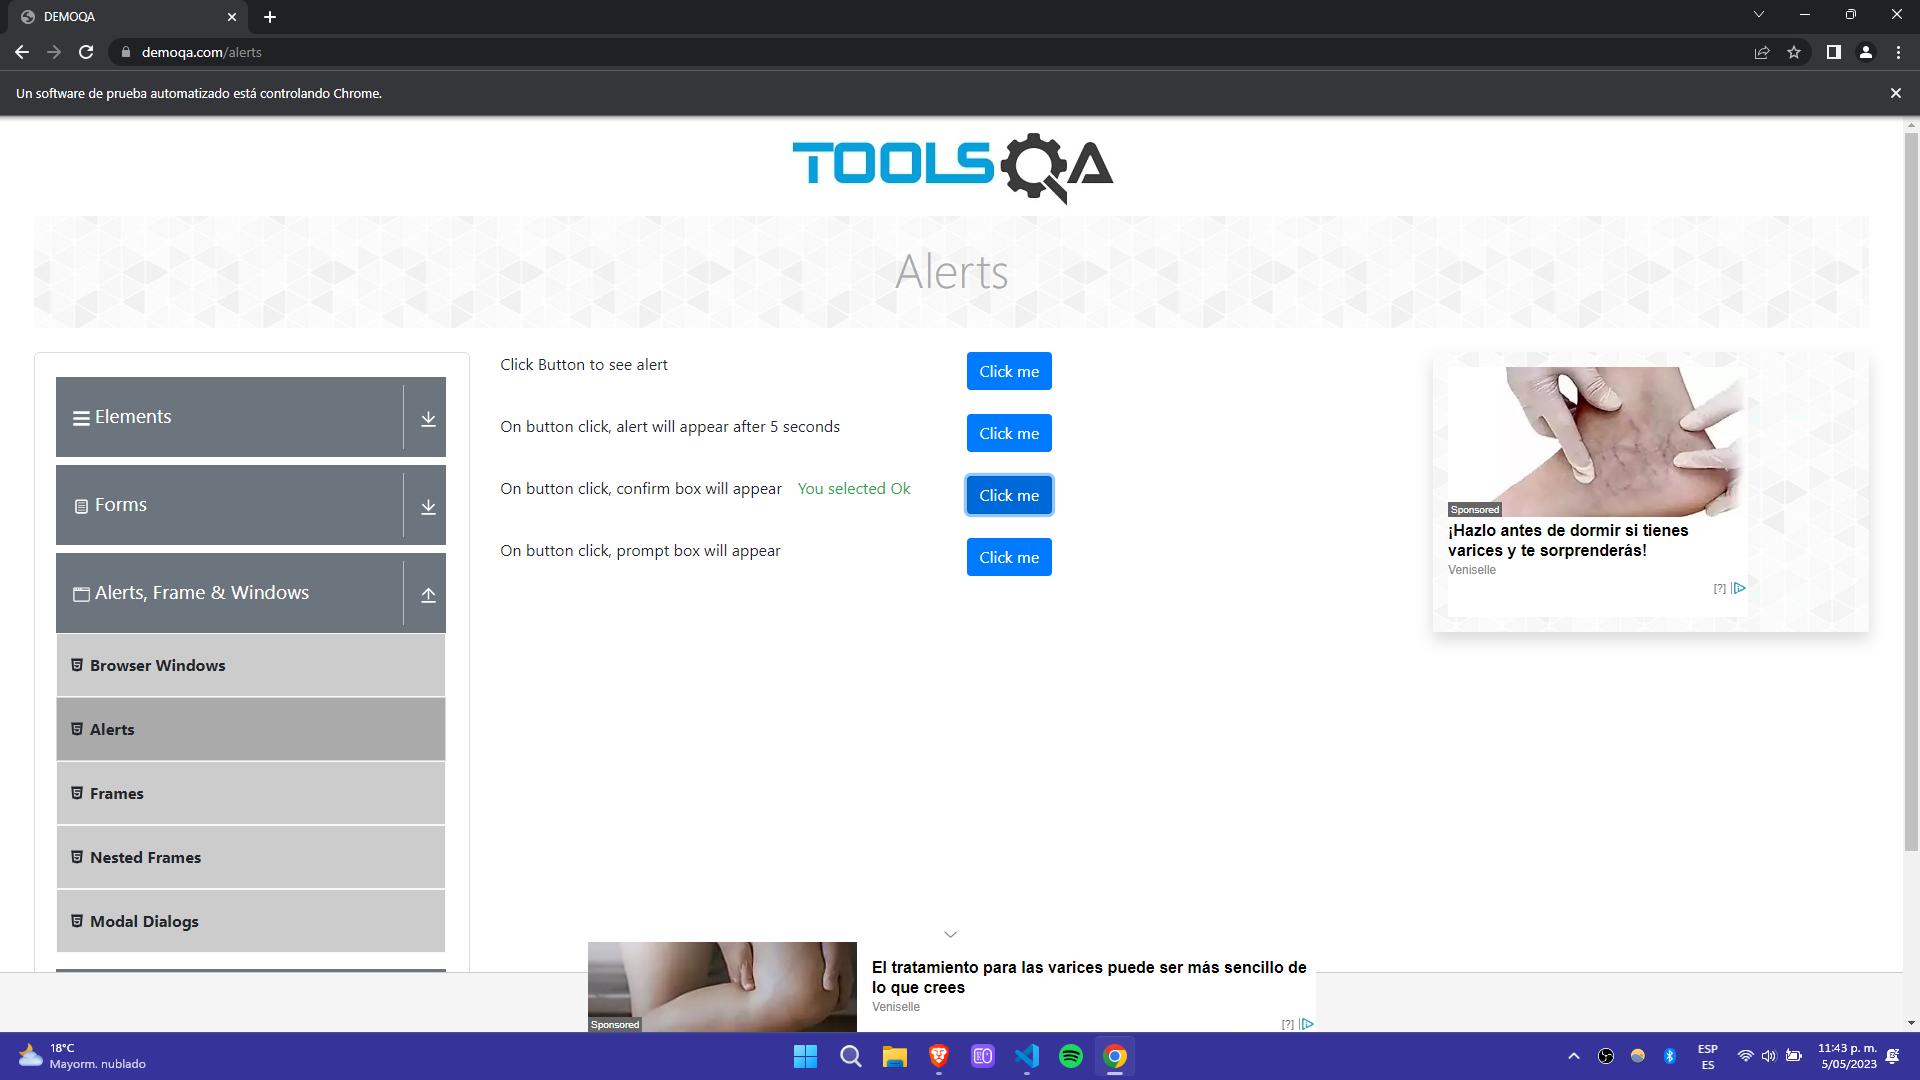 DEMOQA
demoqa.com/alerts
Un software de prueba automatizado está controlando Chrome.
TOOLSQA
Alerts
Elements
Forms
Alerts, Frame & Windows
Browser Windows
Alerts
Frames
Nested Frames
Modal Dialogs
Click Button to see alert
Click me
On button click, alert will appear after 5 seconds
Click me
On button click, confirm box will appear You selected Ok
Click me
On button click, prompt box will appear
Click me
Sponsored
¡Hazlo antes de dormir si tienes
varices y te sorprenderás!
Veniselle
[?]
El tratamiento para las varices puede ser más sencillo de
lo que crees
Veniselle
Sponsored
[?]
18°C
Mayorm. nublado
ESP
ES
11:43 p. m.
5/05/2023